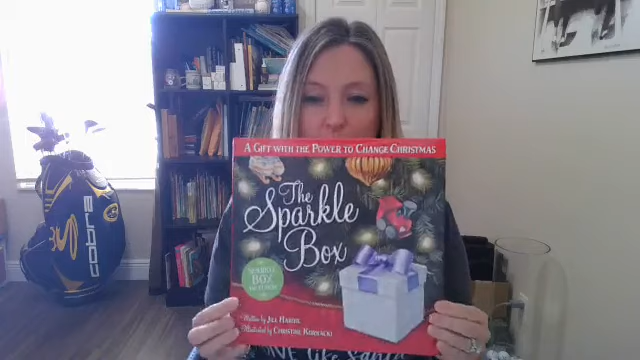 A GIFT WITH THE POWER TO CHANGE CHRISTMAS
The
Sparkle
Box
SPARKLE
BOX
Written by JILL HARDIE
Illustrated by CHRISTINE KORNACKI
cobra